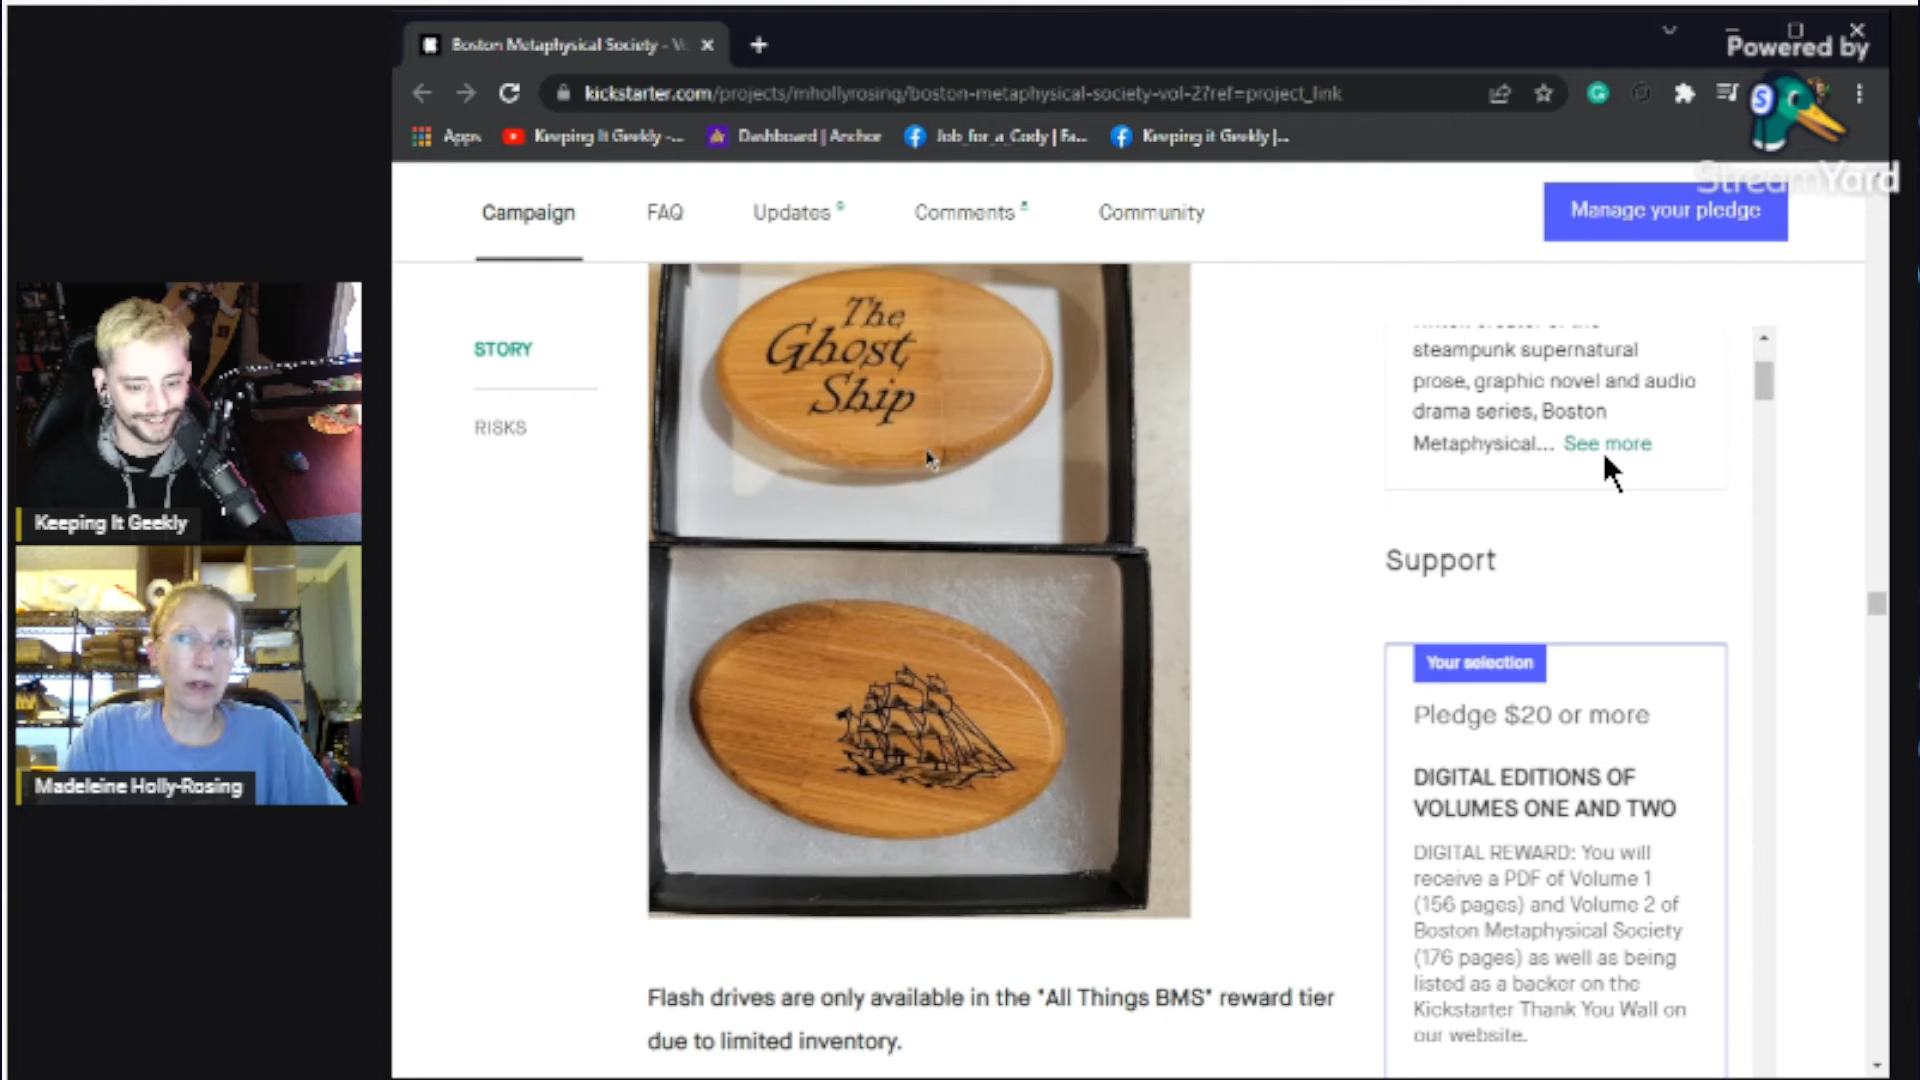 Boston Metaphysical Society - Vo
Powered by
kickstarter.com/projects/mhollyrosing/boston-metaphysical-society-vol-2?ref=project_link
Apps
Keeping It Geekly -...
Dashboard | Anchor
Job_for_a_Cody | Fa...
Keeping it Geekly |...
StreamYard
Campaign
FAQ
Updates 9
Comments
Community
Manage your pledge
STORY
RISKS
The
Ghost
Ship
steampunk supernatural
prose, graphic novel and audio
drama series, Boston
Metaphysical... See more
Support
Your selection
Pledge $20 or more
DIGITAL EDITIONS OF
VOLUMES ONE AND TWO
DIGITAL REWARD: You will
receive a PDF of Volume 1
(156 pages) and Volume 2 of
Boston Metaphysical Society
(176 pages) as well as being
listed as a backer on the
Kickstarter Thank You Wall on
our website.
Flash drives are only available in the "All Things BMS" reward tier
due to limited inventory.
Keeping It Geekly
Madeleine Holly-Rosing